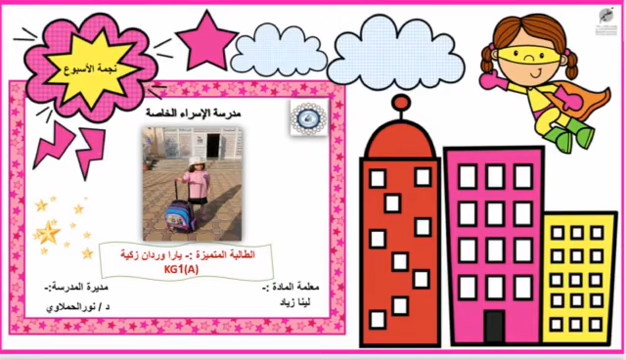 نجمة الأسبوع
مدرسة الإسراء الخاصة
الطالبة المتميزة :- يارا وردان زكية
KG1(A)
معلمة المادة :-
لينا زياد
مديرة المدرسة:-
د / نورالحملاوي